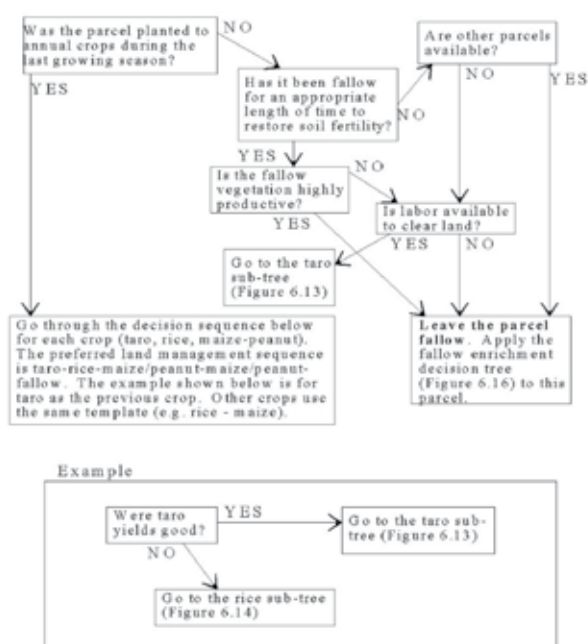 Was the parcel planted to
annual crops during the
last growing season?
NO
YES
Are other parcels
available?
NO
YES
Has it been fallow
for an appropriate
length of time to
restore soil fertility?
NO
YES
Is the fallow
vegetation highly
productive?
NO
YES
Is labor available
to clear land?
YES
NO
Go to the taro
sub-tree
(Figure 6.13)
Go through the decision sequence below
for each crop (taro, rice, maize-peanut).
The preferred land management sequence
is taro-rice-maize/peanut-maize/peanut-
fallow. The example shown below is for
taro as the previous crop. Other crops use
the same template (e.g. rice - maize).
Leave the parcel
fallow. Apply the
fallow enrichment
decision tree
(Figure 6.16) to this
parcel.
Example
Were taro
yields good?
YES
NO
Go to the taro sub-
tree (Figure 6.13)
Go to the rice sub-tree
(Figure 6.14)